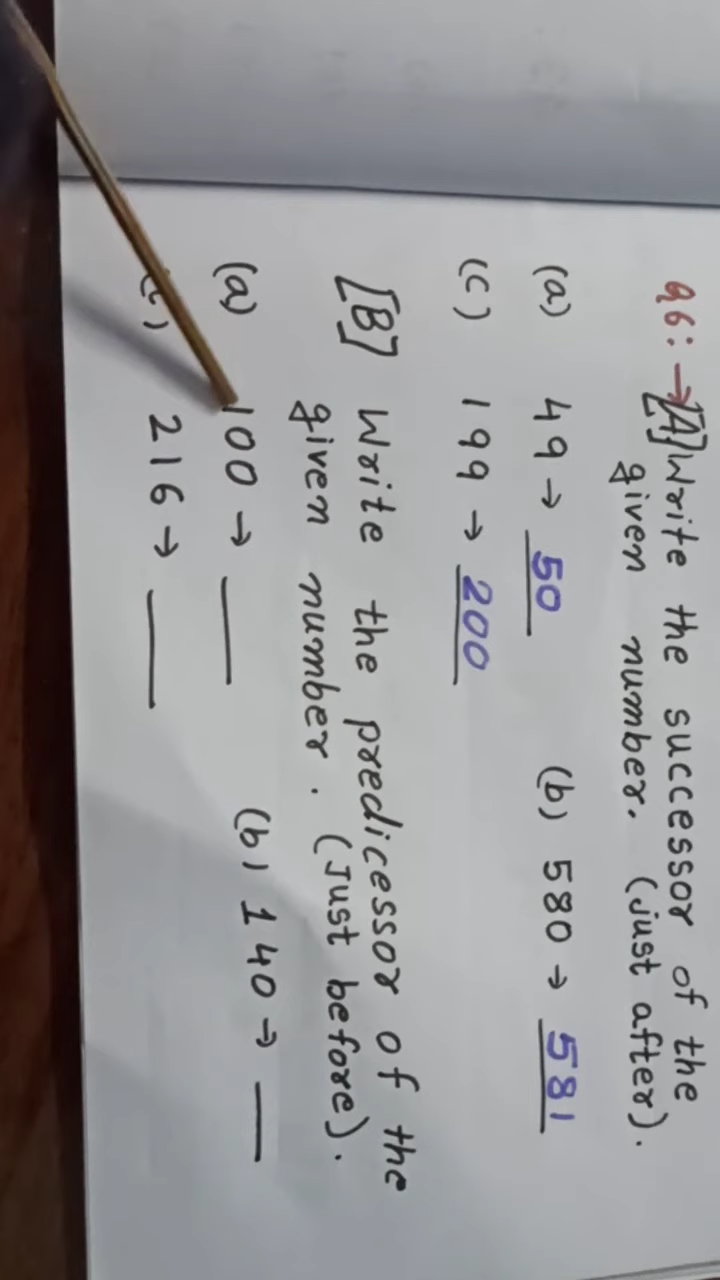 Q6:→[A] Write the successor of the
given number. (just after).
(a) 49 → 50 (b) 580 → 581
(c) 199 → 200
[B] Write the predicessor of the
given number. (Just before).
(a) 100 → ___ (b) 140 → ___
(c) 216 → ___